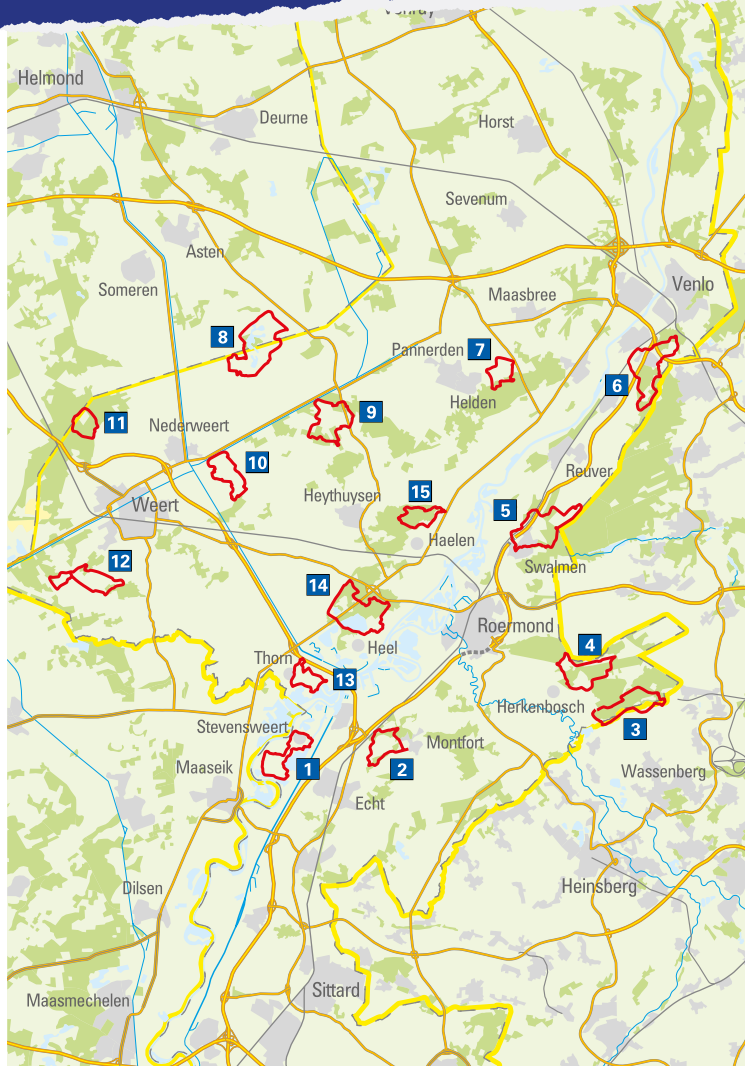 Helmond
Deurne
Horst
Sevenum
Asten
Someren
Venlo
Maasbree
8
Pannerden
7
6
Helden
9
11
Nederweert
10
Reuver
15
Heythuysen
Weert
5
Haelen
12
Swalmen
14
Roermond
4
Heel
Thorn
13
Herkenbosch
3
Stevensweert
Montfort
1
2
Maaseik
Wassenberg
Echt
Dilsen
Heinsberg
Sittard
Maasmechelen